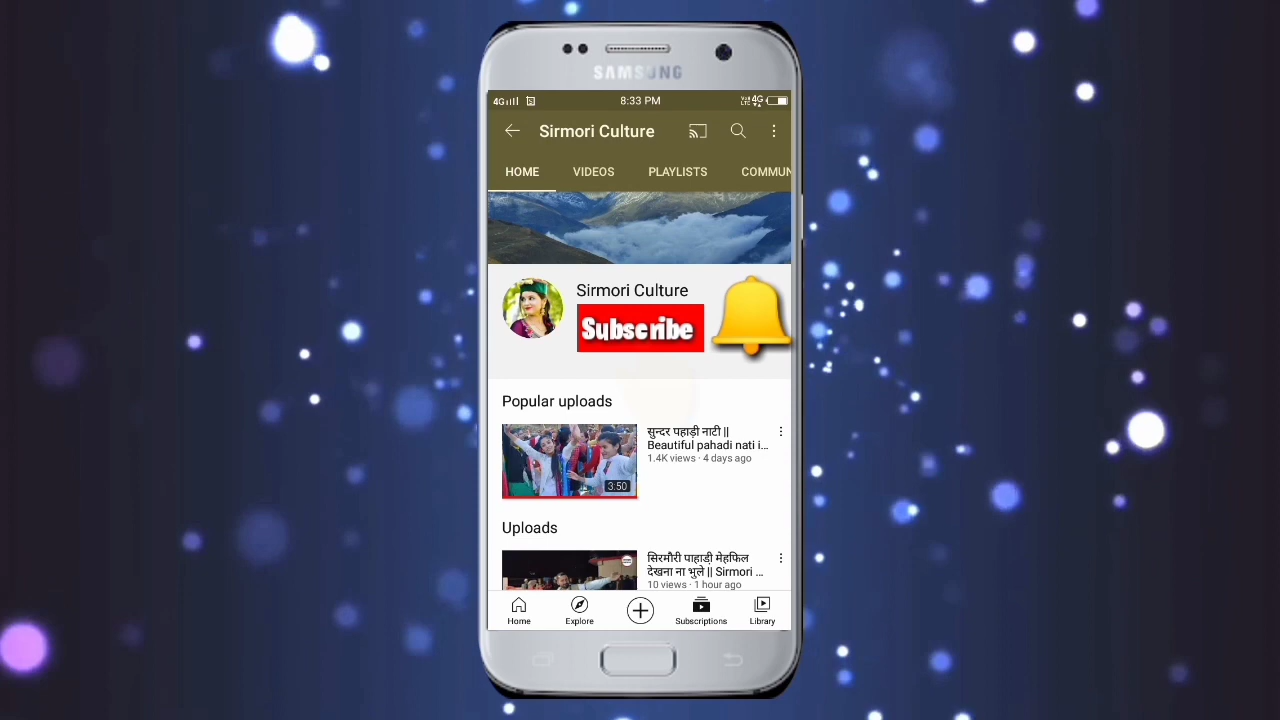 SAMSUNG
4G 8:33 PM 4G
Sirmori Culture
HOME VIDEOS PLAYLISTS COMMUN
Sirmori Culture
Subscribe
Popular uploads
सुन्दर पहाड़ी नाटी ||
Beautiful pahadi nati i...
1.4K views · 4 days ago
3:50
Uploads
सिरमौरी पाहाड़ी मेहफिल
देखना ना भुले || Sirmori ...
10 views · 1 hour ago
Home Explore Subscriptions Library